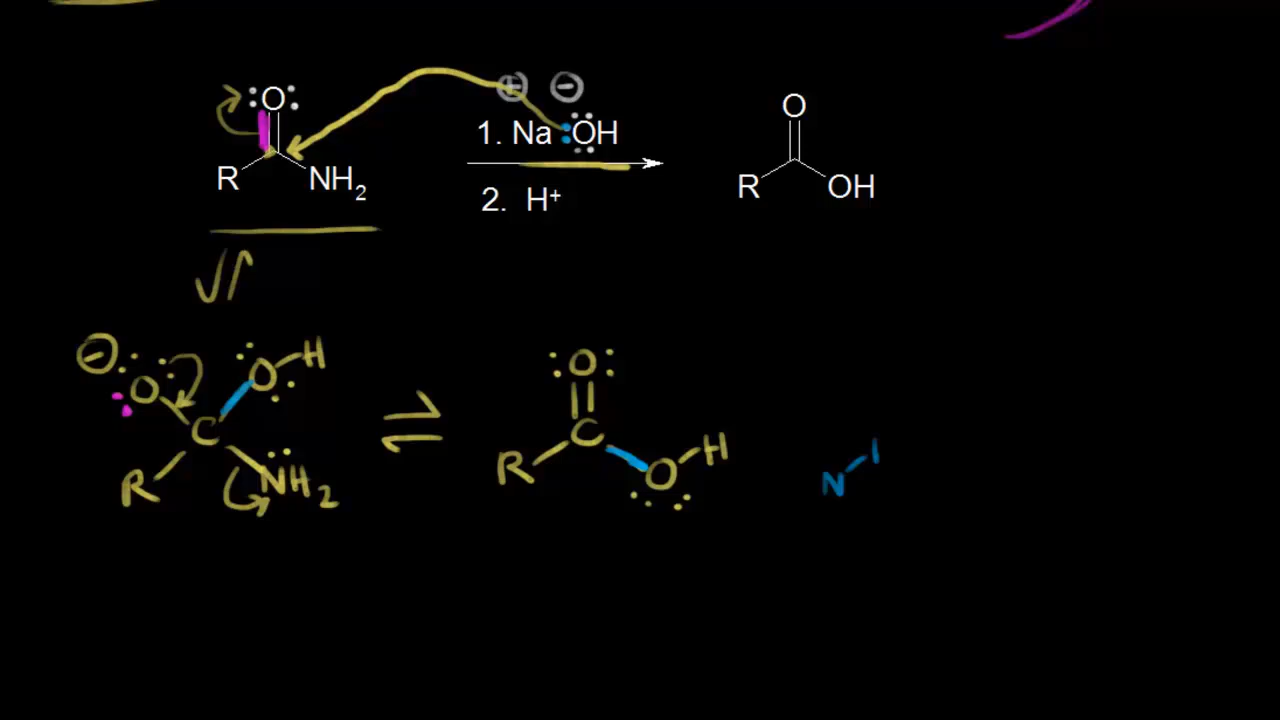 O
R NH2
1. Na OH
2. H+
O
R OH
O O H
C
R NH2
O
C
R O H
N